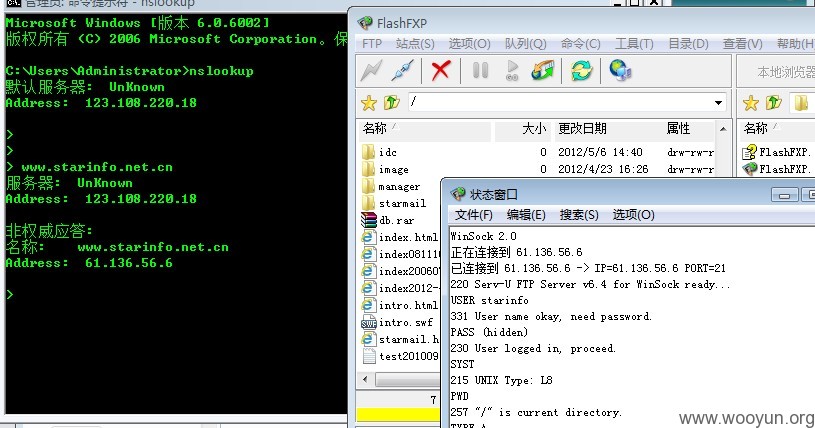 管理员: 命令提示符 - nslookup
Microsoft Windows [版本 6.0.6002]
版权所有 (C) 2006 Microsoft Corporation。保
C:\Users\Administrator>nslookup
默认服务器:  UnKnown
Address:  123.108.220.18
>
>
> www.starinfo.net.cn
服务器:  UnKnown
Address:  123.108.220.18
非权威应答:
名称:    www.starinfo.net.cn
Address:  61.136.56.6
>
FlashFXP
FTP 站点(S) 选项(O) 队列(Q) 命令(C) 工具(T) 目录(D) 查看(V) 帮助(H)
GO
本地浏览器
/
名称 大小 更改日期 属性
名称
idc 0 2012/5/6 14:40 drw-rw-r
image 0 2012/4/23 16:26 drw-rw-r
manager
starmail
db.rar
index.html
index081110
index20060
index2012-
intro.html
intro.swf
starmail.h
test201009
7
FlashFXP.
FlashFXP.
状态窗口
文件(F) 编辑(E) 搜索(S) 选项(O)
WinSock 2.0
正在连接到 61.136.56.6
已连接到 61.136.56.6 -> IP=61.136.56.6 PORT=21
220 Serv-U FTP Server v6.4 for WinSock ready...
USER starinfo
331 User name okay, need password.
PASS (hidden)
230 User logged in, proceed.
SYST
215 UNIX Type: L8
PWD
257 "/" is current directory.
TYPE A
www.wooyun.org